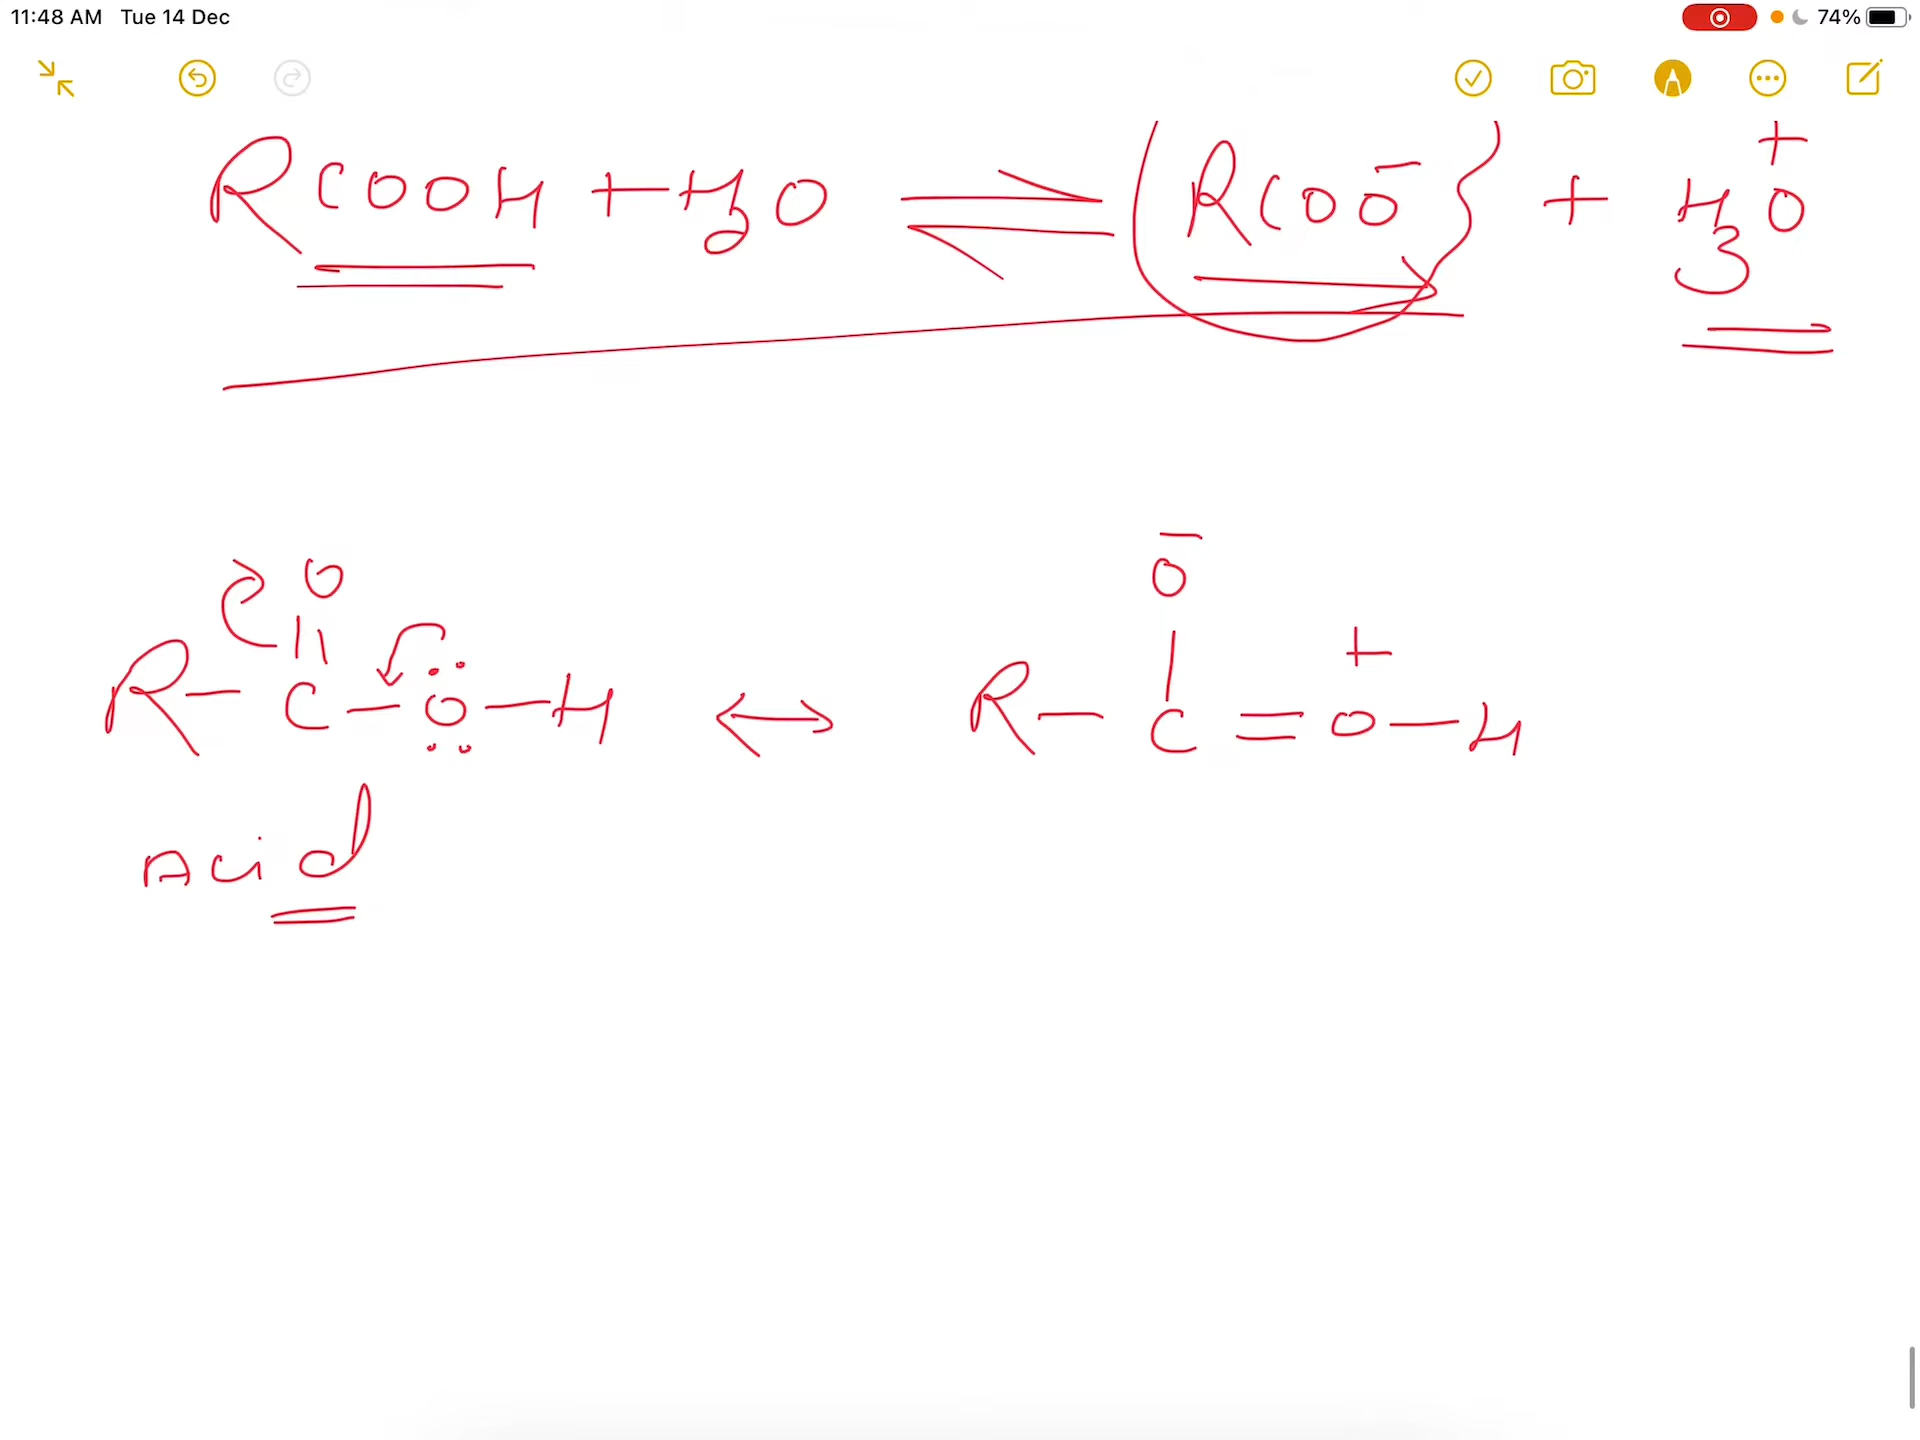 11:48 AM Tue 14 Dec 74%
RCOOH + H2O ⇌ (RCOO⁻} + H3O⁺
O
R—C—O—H ↔ R—C=O—H
‖ | +
O⁻
Acid